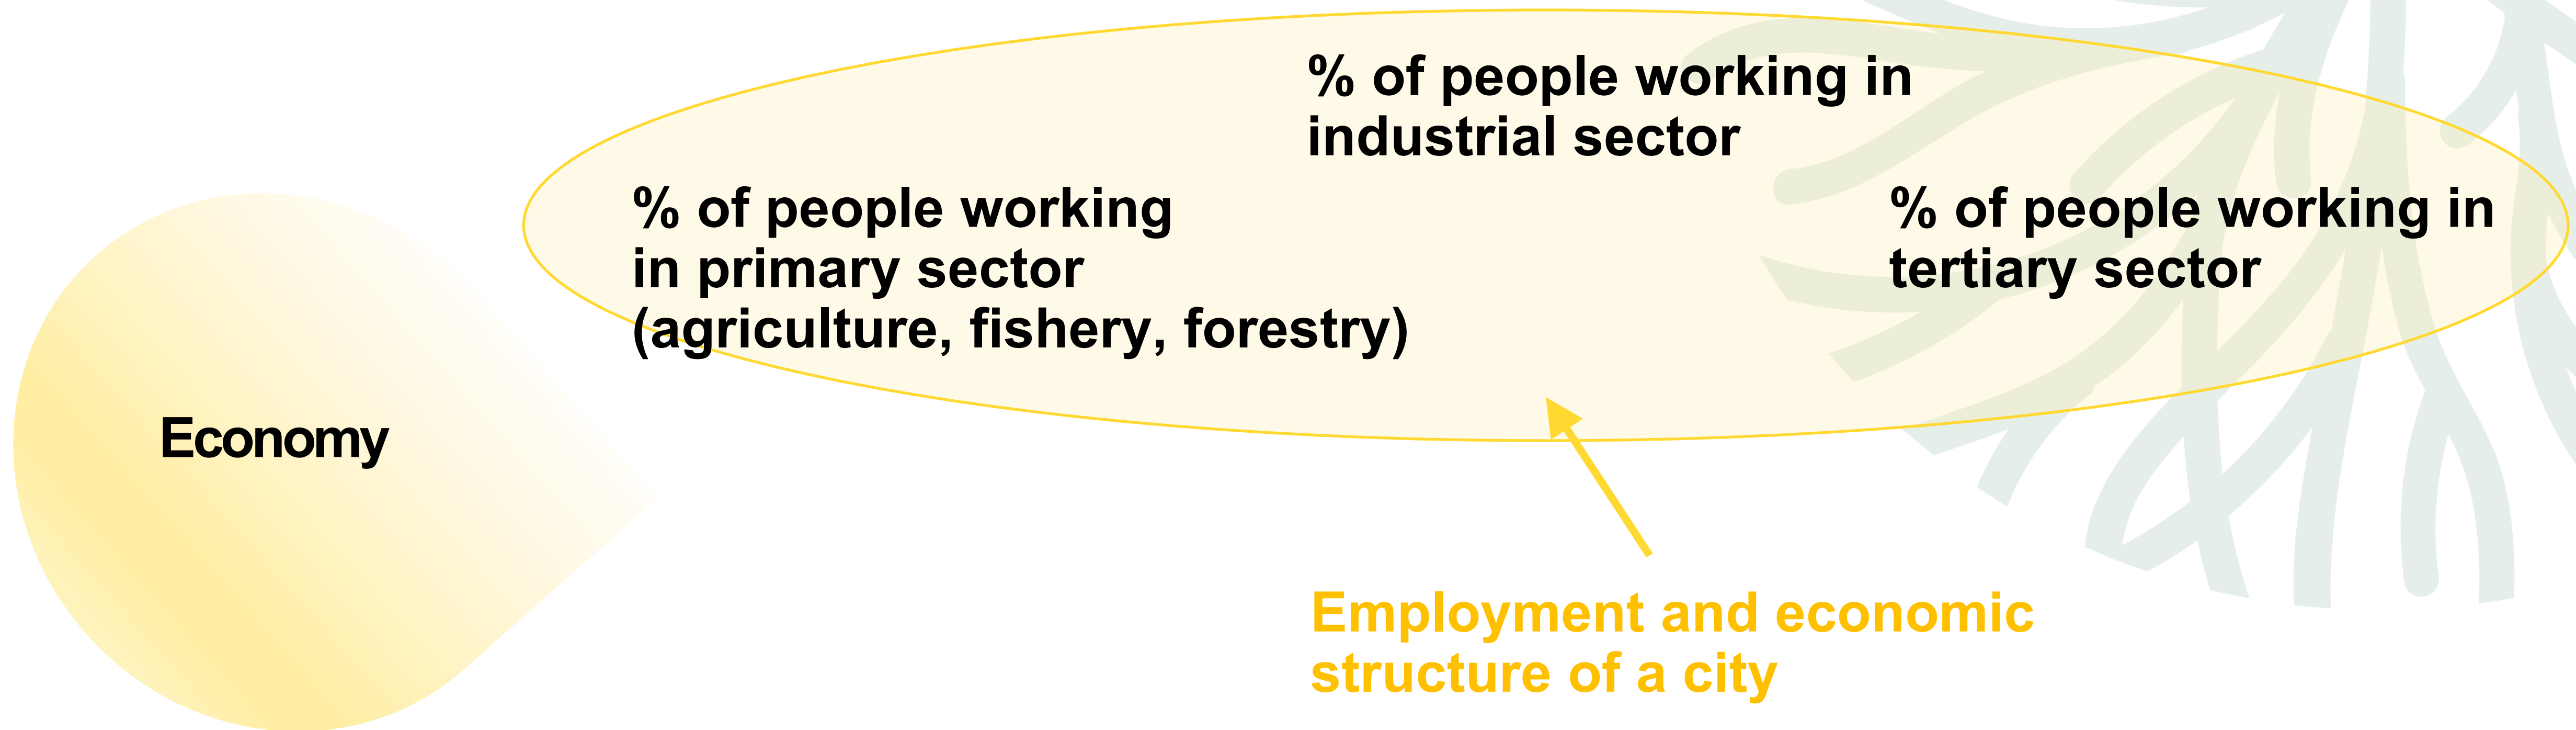 % of people working in
industrial sector
% of people working
in primary sector
(agriculture, fishery, forestry)
% of people working in
tertiary sector
Economy
Employment and economic
structure of a city